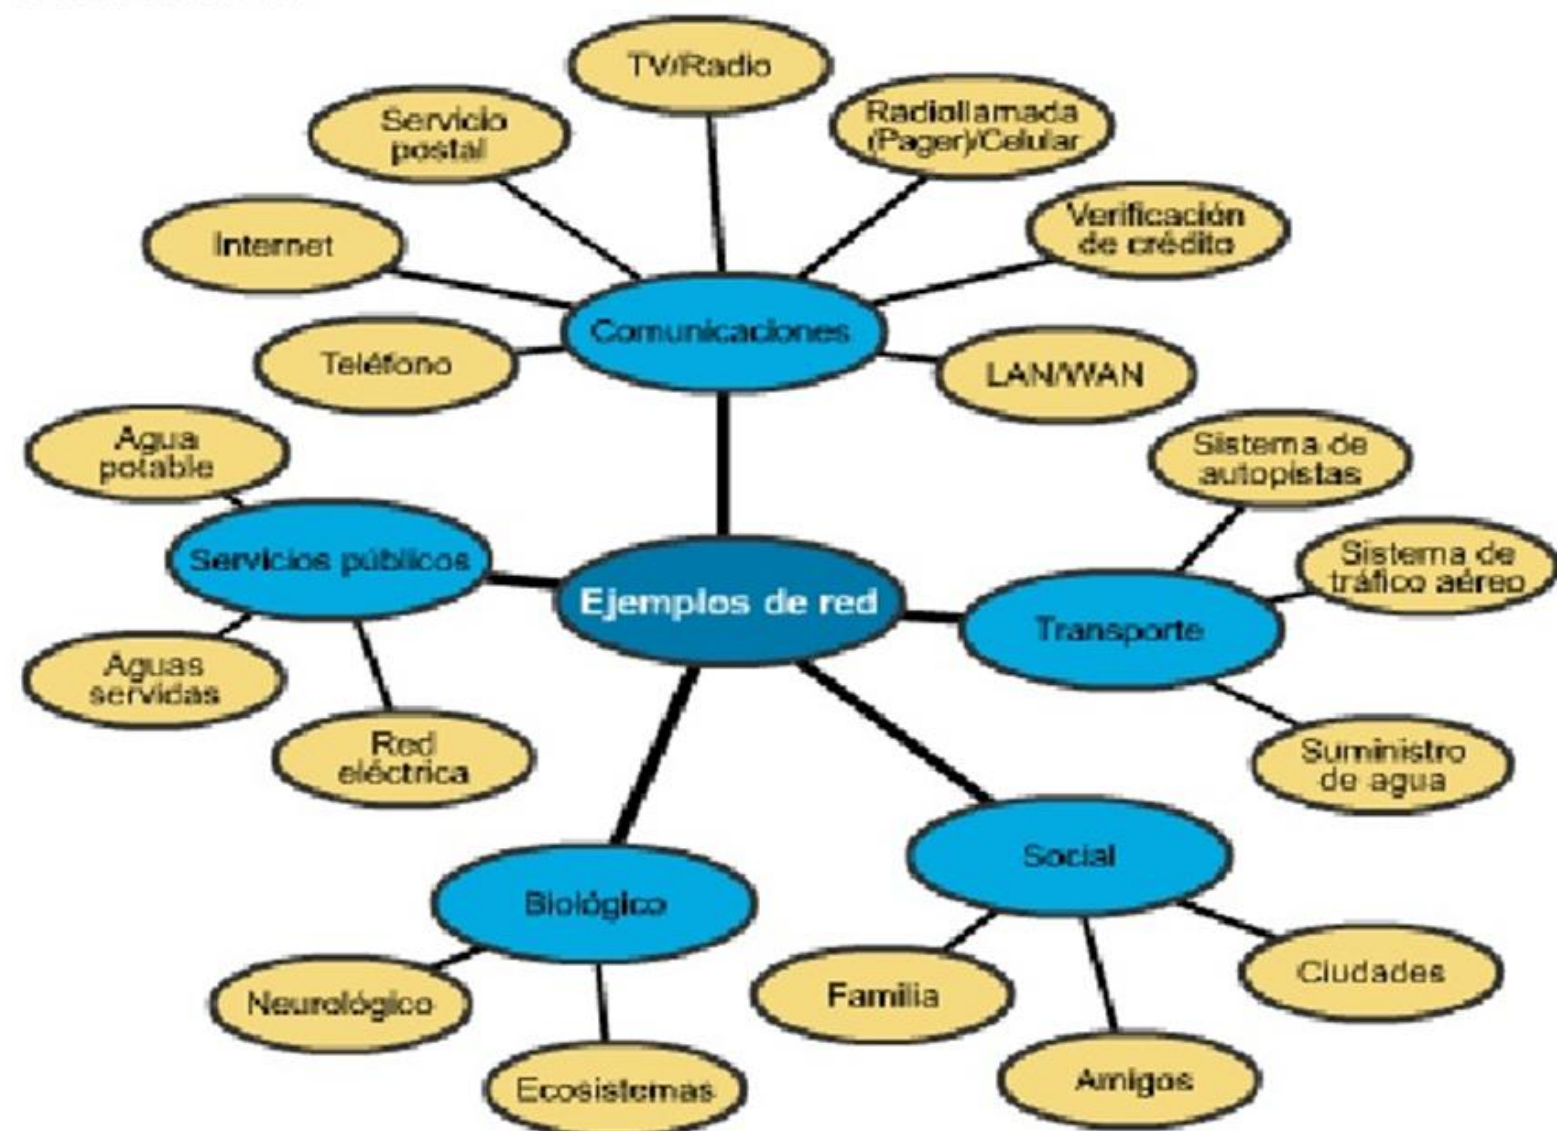 TV/Radio
Servicio
postal
Radiollamada
(Pager)/Celular
Internet
Verificación
de crédito
Comunicaciones
Teléfono
LAN/WAN
Agua
potable
Sistema de
autopistas
Servicios públicos
Sistema de
tráfico aéreo
Ejemplos de red
Transporte
Aguas
servidas
Red
eléctrica
Suministro
de agua
Social
Biológico
Neurológico
Familia
Ciudades
Ecosistemas
Amigos